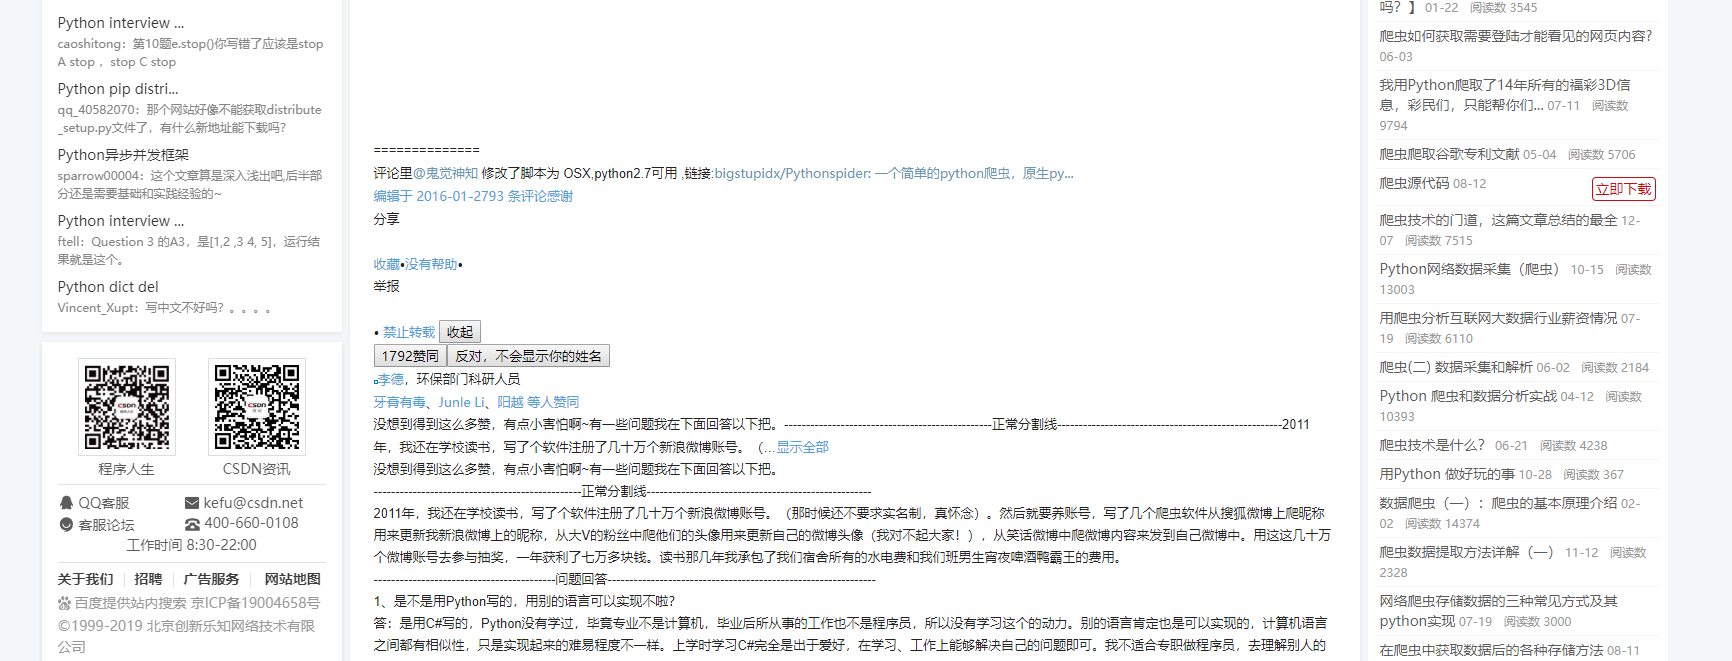 Python interview ...
caoshitong：第10题e.stop()你写错了应该是stop
A stop ，stop C stop
Python pip distri...
qq_40582070：那个网站好像不能获取distribute
_setup.py文件了，有什么新地址能下载吗?
Python异步并发框架
sparrow00004：这个文章算是深入浅出吧,后半部
分还是需要基础和实践经验的~
Python interview ...
ftell：Question 3 的A3，是[1,2 ,3 4, 5]，运行结
果就是这个。
Python dict del
Vincent_Xupt：写中文不好吗？。。。。
程序人生
CSDN资讯
QQ客服
kefu@csdn.net
客服论坛
400-660-0108
工作时间 8:30-22:00
关于我们
招聘
广告服务
网站地图
百度提供站内搜索 京ICP备19004658号
©1999-2019 北京创新乐知网络技术有限
公司
==============
评论里@鬼觉神知 修改了脚本为 OSX,python2.7可用 ,链接:bigstupidx/Pythonspider: 一个简单的python爬虫，原生py...
编辑于 2016-01-2793 条评论感谢
分享
收藏•没有帮助•
举报
• 禁止转载 收起
1792赞同 反对，不会显示你的姓名
李德，环保部门科研人员
牙膏有毒、Junle Li、阳越 等人赞同
没想到得到这么多赞，有点小害怕啊~有一些问题我在下面回答以下把。------------------------------------------------正常分割线----------------------------------------------------2011
年，我还在学校读书，写了个软件注册了几十万个新浪微博账号。（...显示全部
没想到得到这么多赞，有点小害怕啊~有一些问题我在下面回答以下把。
------------------------------------------------正常分割线----------------------------------------------------
2011年，我还在学校读书，写了个软件注册了几十万个新浪微博账号。（那时候还不要求实名制，真怀念）。然后就要养账号，写了几个爬虫软件从搜狐微博上爬昵称
用来更新我新浪微博上的昵称，从大V的粉丝中爬他们的头像用来更新自己的微博头像（我对不起大家！），从笑话微博中爬微博内容来发到自己微博中。用这这几十万
个微博账号去参与抽奖，一年获利了七万多块钱。读书那几年我承包了我们宿舍所有的水电费和我们班男生宵夜啤酒鸭霸王的费用。
------------------------------------------问题回答--------------------------------------------------------------
1、是不是用Python写的，用别的语言可以实现不啦?
答：是用C#写的，Python没有学过，毕竟专业不是计算机，毕业后所从事的工作也不是程序员，所以没有学习这个的动力。别的语言肯定也是可以实现的，计算机语言
之间都有相似性，只是实现起来的难易程度不一样。上学时学习C#完全是出于爱好，在学习、工作上能够解决自己的问题即可。我不适合专职做程序员，去理解别人的
吗？】 01-22 阅读数 3545
爬虫如何获取需要登陆才能看见的网页内容?
06-03
我用Python爬取了14年所有的福彩3D信
息，彩民们，只能帮你们... 07-11 阅读数
9794
爬虫爬取谷歌专利文献 05-04 阅读数 5706
爬虫源代码 08-12
立即下载
爬虫技术的门道，这篇文章总结的最全 12-
07 阅读数 7515
Python网络数据采集（爬虫） 10-15 阅读数
13003
用爬虫分析互联网大数据行业薪资情况 07-
19 阅读数 6110
爬虫(二) 数据采集和解析 06-02 阅读数 2184
Python 爬虫和数据分析实战 04-12 阅读数
10393
爬虫技术是什么？ 06-21 阅读数 4238
用Python 做好玩的事 10-28 阅读数 367
数据爬虫（一）：爬虫的基本原理介绍 02-
02 阅读数 14374
爬虫数据提取方法详解（一） 11-12 阅读数
2328
网络爬虫存储数据的三种常见方式及其
python实现 07-19 阅读数 3000
在爬虫中获取数据后的各种存储方法 08-11